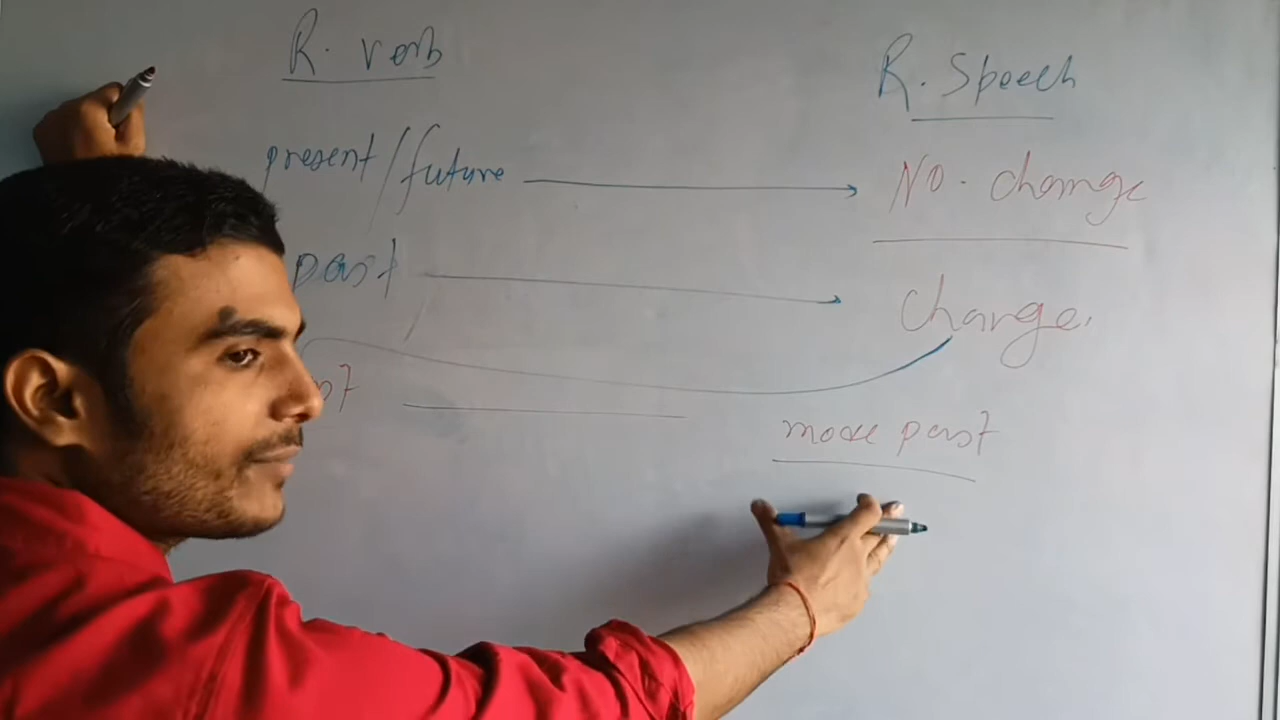 R. verb
R. Speech
present/future → No. change
past → change.
more past